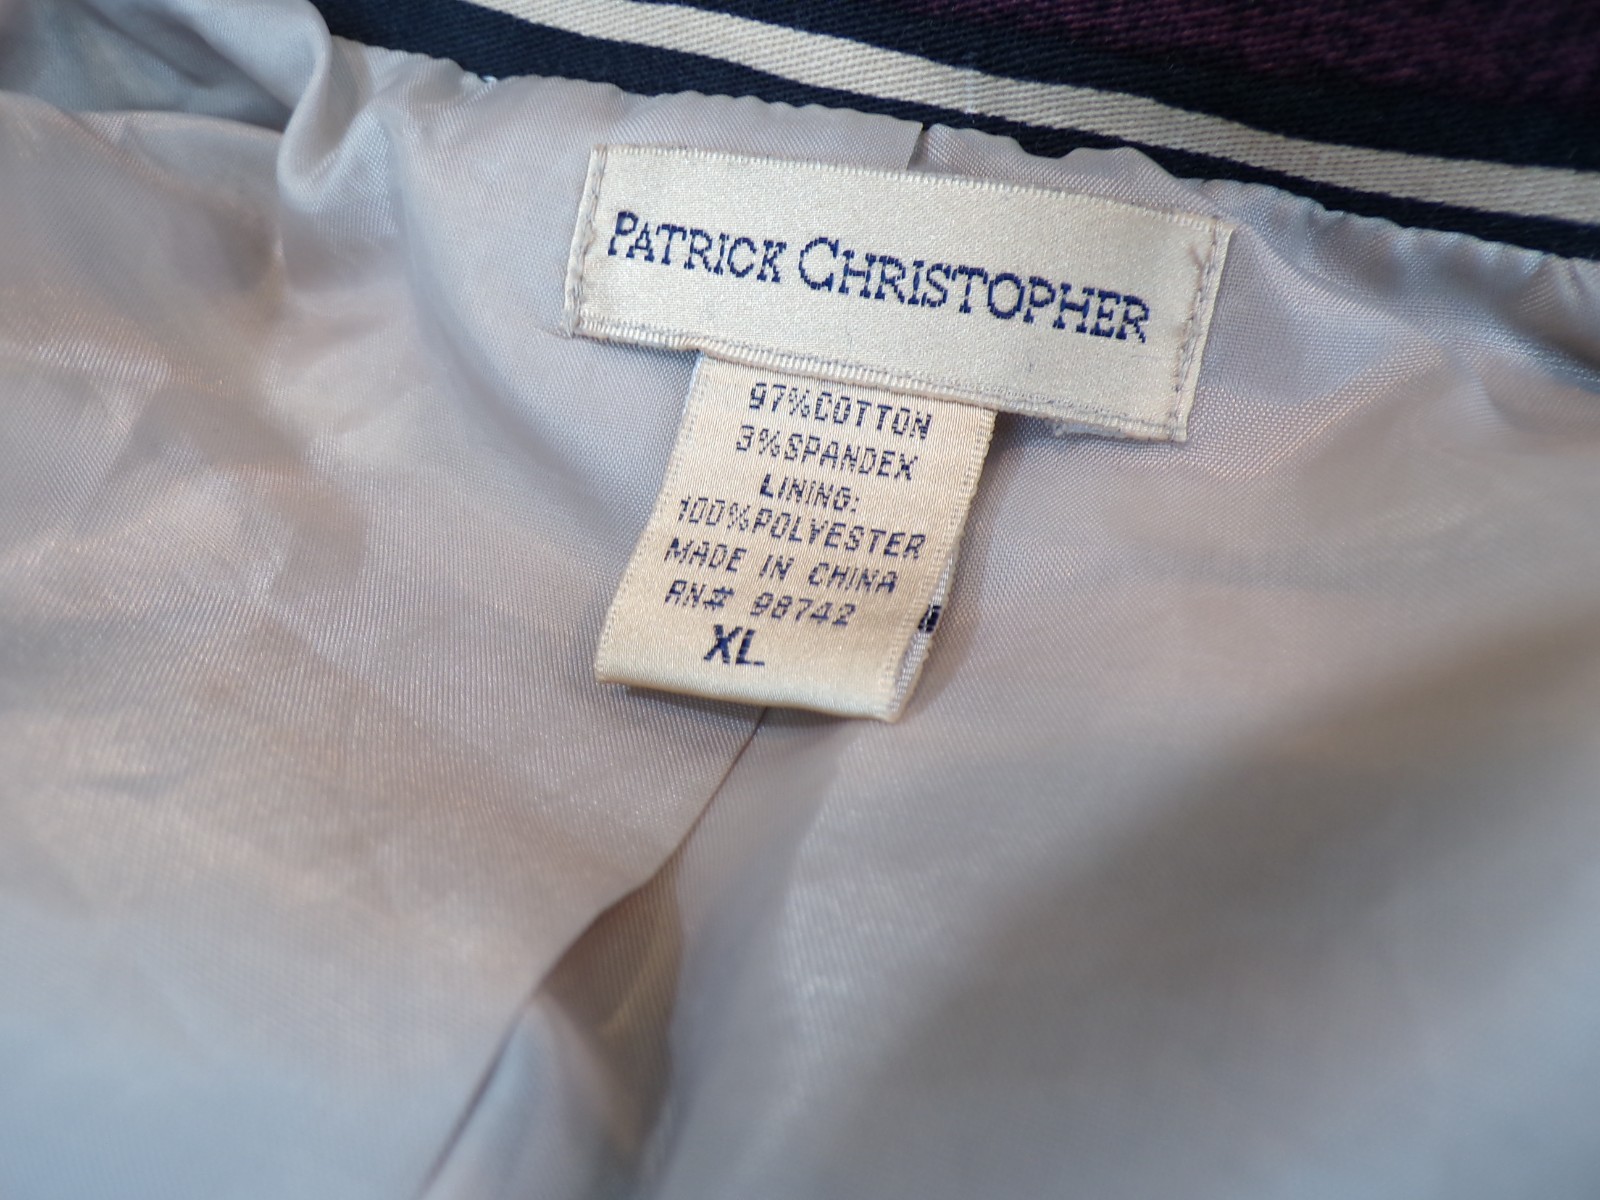 PATRICK CHRISTOPHER
97%COTTON
3%SPANDEX
LINING:
100%POLYESTER
MADE IN CHINA
RN# 98742
XL